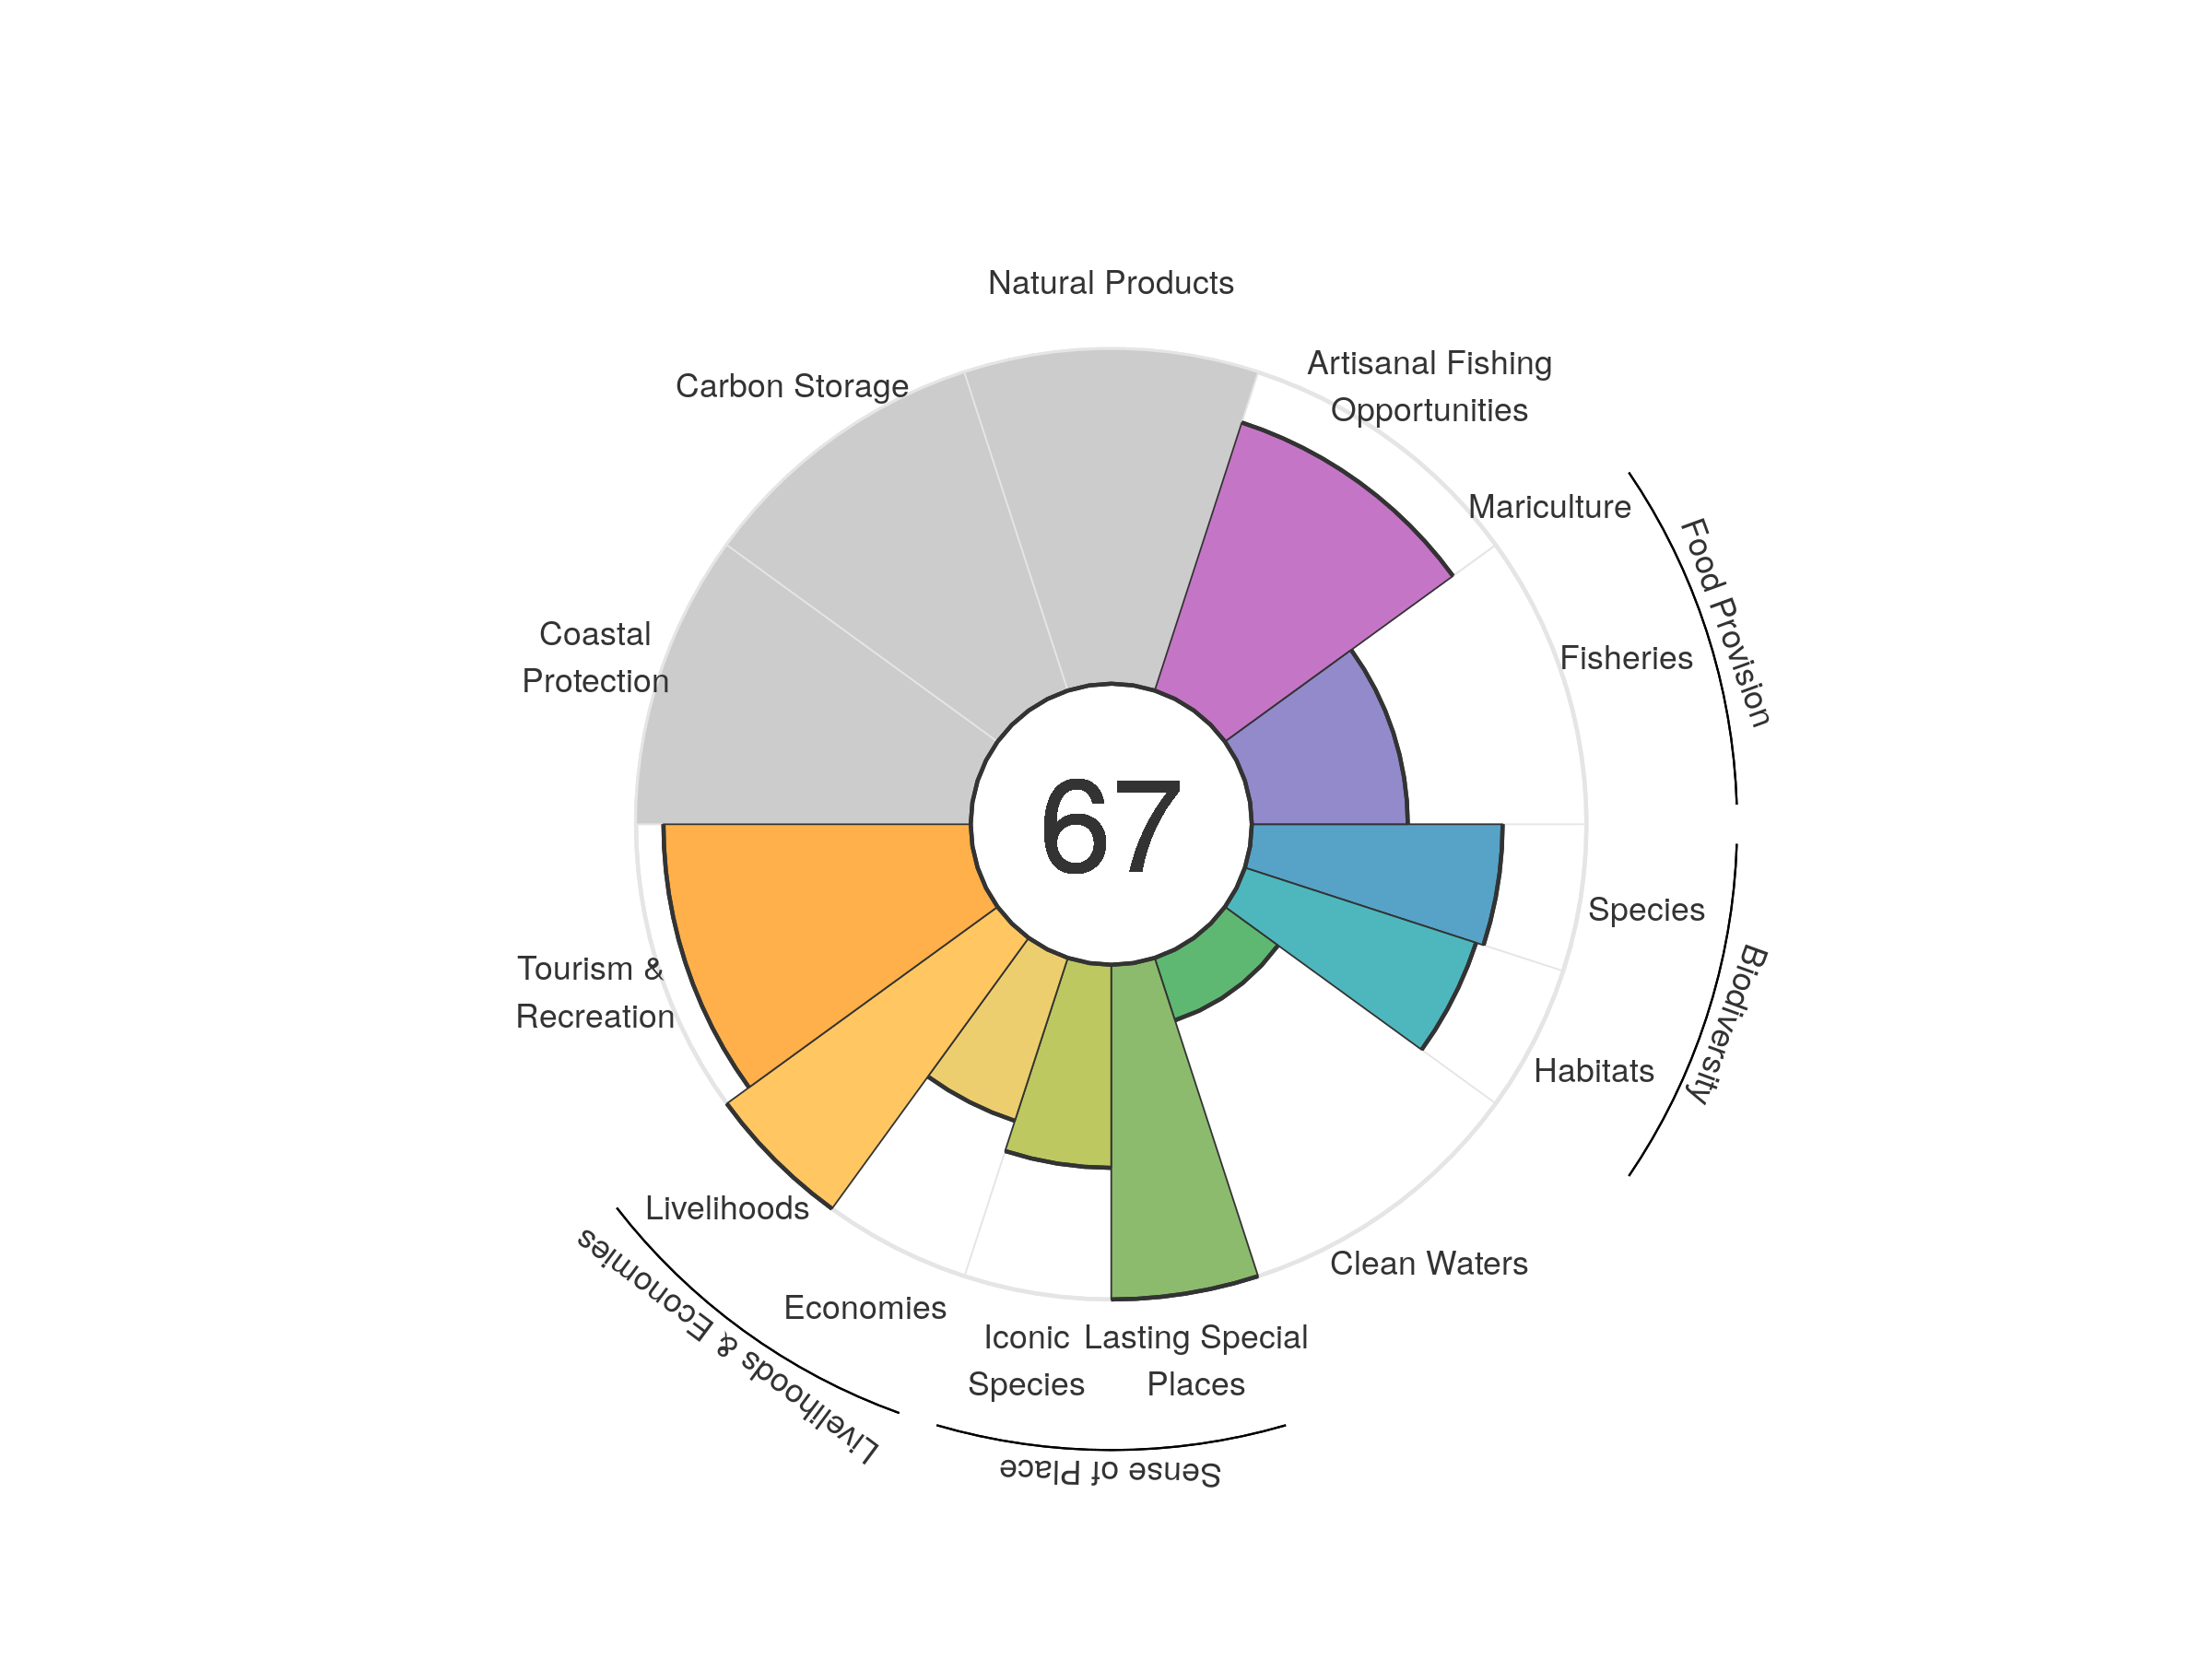 Natural Products
Artisanal Fishing
Opportunities
Carbon Storage
Mariculture
Food Provision
Fisheries
Coastal
Protection
67
Species
Biodiversity
Habitats
Tourism &
Recreation
Livelihoods
Livelihoods & Economies
Clean Waters
Economies
Iconic
Species
Lasting Special
Places
Sense of Place